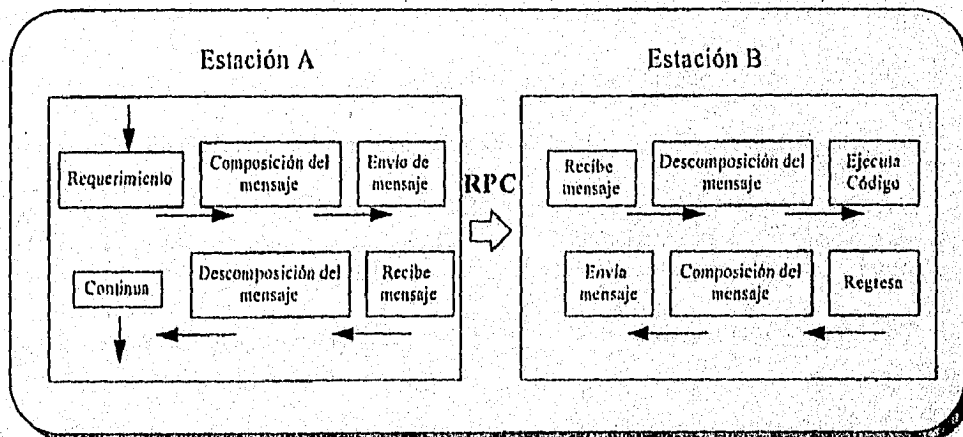 Estación A
Estación B
Requerimiento
Composición del
mensaje
Envío de
mensaje
RPC
Recibe
mensaje
Descomposición del
mensaje
Ejecuta
Código
Continua
Descomposición del
mensaje
Recibe
mensaje
Envía
mensaje
Composición del
mensaje
Regresa